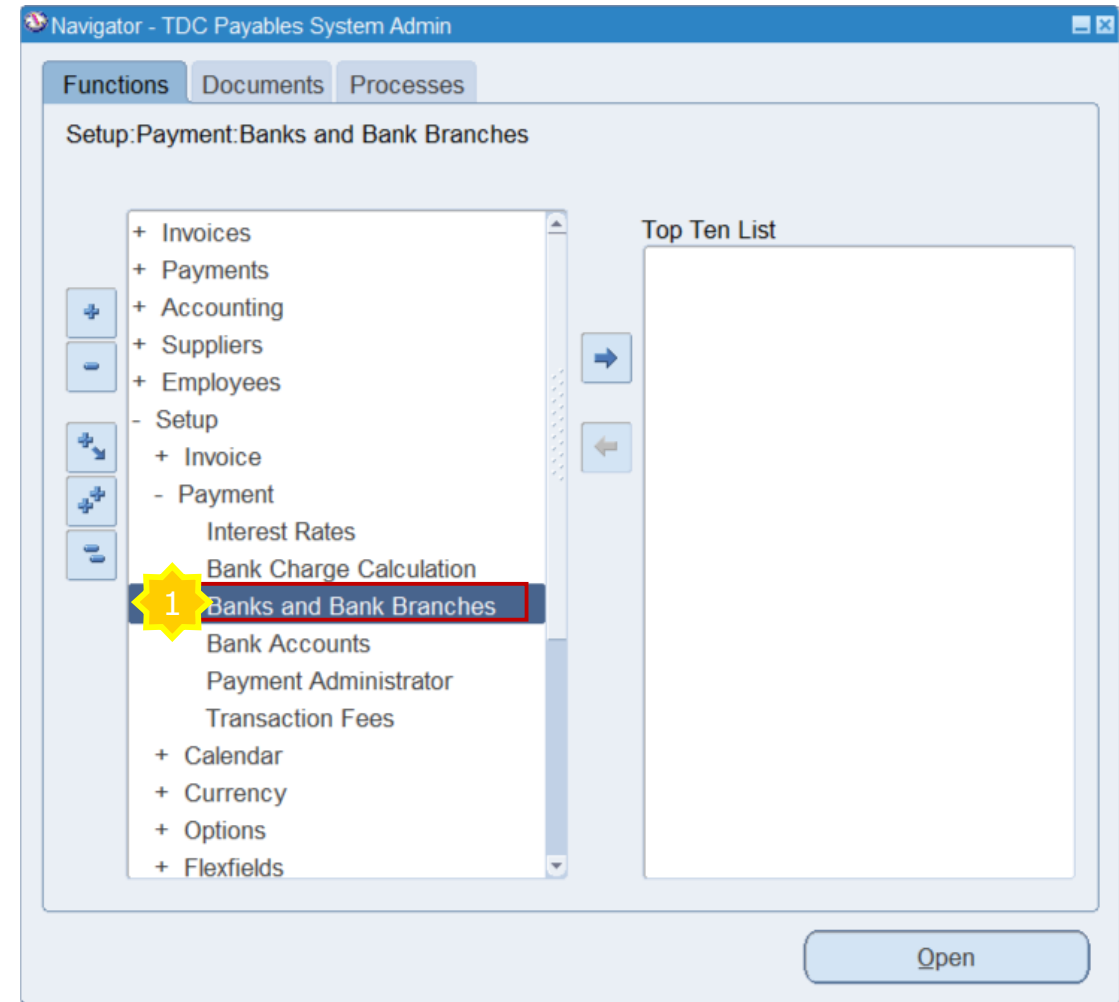 Navigator - TDC Payables System Admin
Functions Documents Processes
Setup:Payment:Banks and Bank Branches
Top Ten List
+ Invoices
+ Payments
+ Accounting
+ Suppliers
+ Employees
- Setup
+ Invoice
- Payment
Interest Rates
Bank Charge Calculation
1 Banks and Bank Branches
Bank Accounts
Payment Administrator
Transaction Fees
+ Calendar
+ Currency
+ Options
+ Flexfields
Open